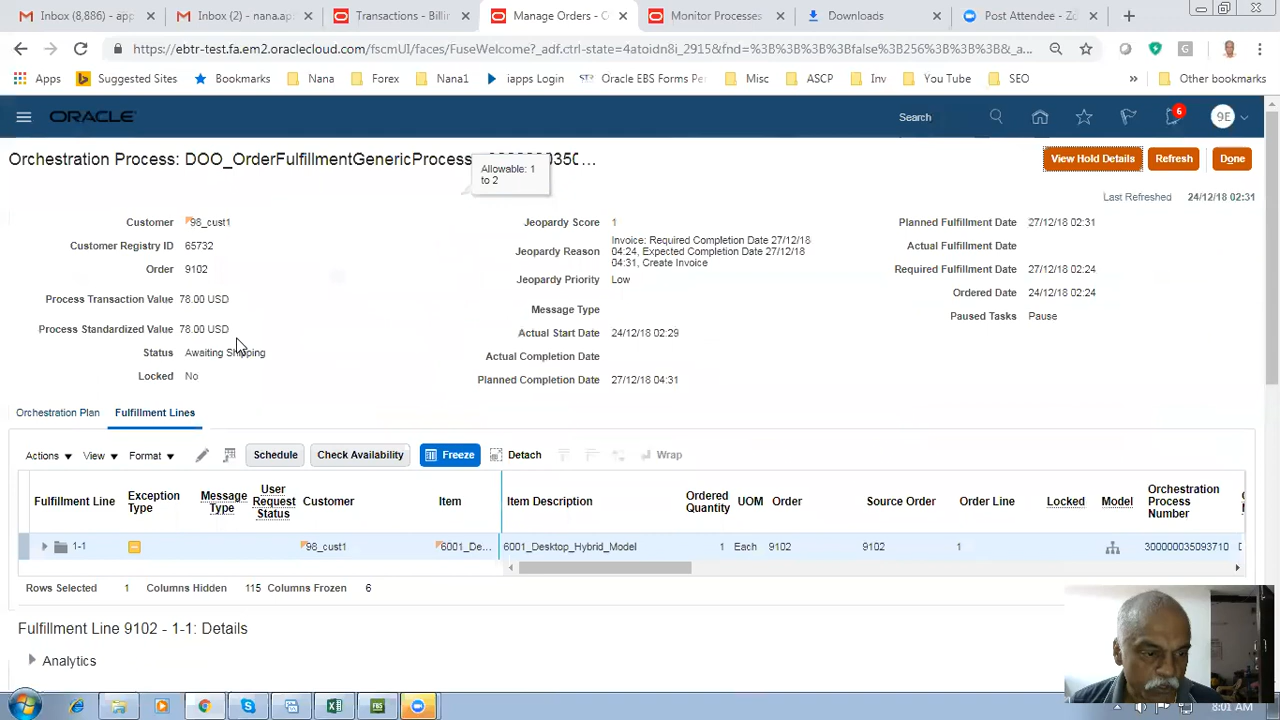 Inbox (8,886) - app
Inbox (2) - nana.ap
Transactions - Billin
Manage Orders - O
Monitor Processes
Downloads
Post Attendee - Zo
https://ebtr-test.fa.em2.oraclecloud.com/fscmUI/faces/FuseWelcome?_adf.ctrl-state=4atoidn8i_2915&fnd=%3B%3B%3B%3Bfalse%3B256%3B%3B%3B&_a...
Apps Suggested Sites Bookmarks Nana Forex Nana1 iapps Login Oracle EBS Forms Pe Misc ASCP Inv You Tube SEO » Other bookmarks
ORACLE Search 6 9E
Orchestration Process: DOO_OrderFulfillmentGenericProcess
View Hold Details Refresh Done
Allowable: 1
to 2
Last Refreshed 24/12/18 02:31
Customer 98_cust1
Customer Registry ID 65732
Order 9102
Process Transaction Value 78.00 USD
Process Standardized Value 78.00 USD
Status Awaiting Shipping
Locked No
Jeopardy Score 1
Jeopardy Reason Invoice: Required Completion Date 27/12/18
04:24, Expected Completion Date 27/12/18
04:31, Create Invoice
Jeopardy Priority Low
Message Type
Actual Start Date 24/12/18 02:29
Actual Completion Date
Planned Completion Date 27/12/18 04:31
Planned Fulfillment Date 27/12/18 02:31
Actual Fulfillment Date
Required Fulfillment Date 27/12/18 02:24
Ordered Date 24/12/18 02:24
Paused Tasks Pause
Orchestration Plan Fulfillment Lines
Actions View Format Schedule Check Availability Freeze Detach Wrap
Fulfillment Line Exception Type Message Type User Request Status Customer Item Item Description Ordered Quantity UOM Order Source Order Order Line Locked Model Orchestration Process Number
1-1 98_cust1 6001_De... 6001_Desktop_Hybrid_Model 1 Each 9102 9102 1 300000035093710
Rows Selected 1 Columns Hidden 115 Columns Frozen 6
Fulfillment Line 9102 - 1-1: Details
Analytics
8:01 AM